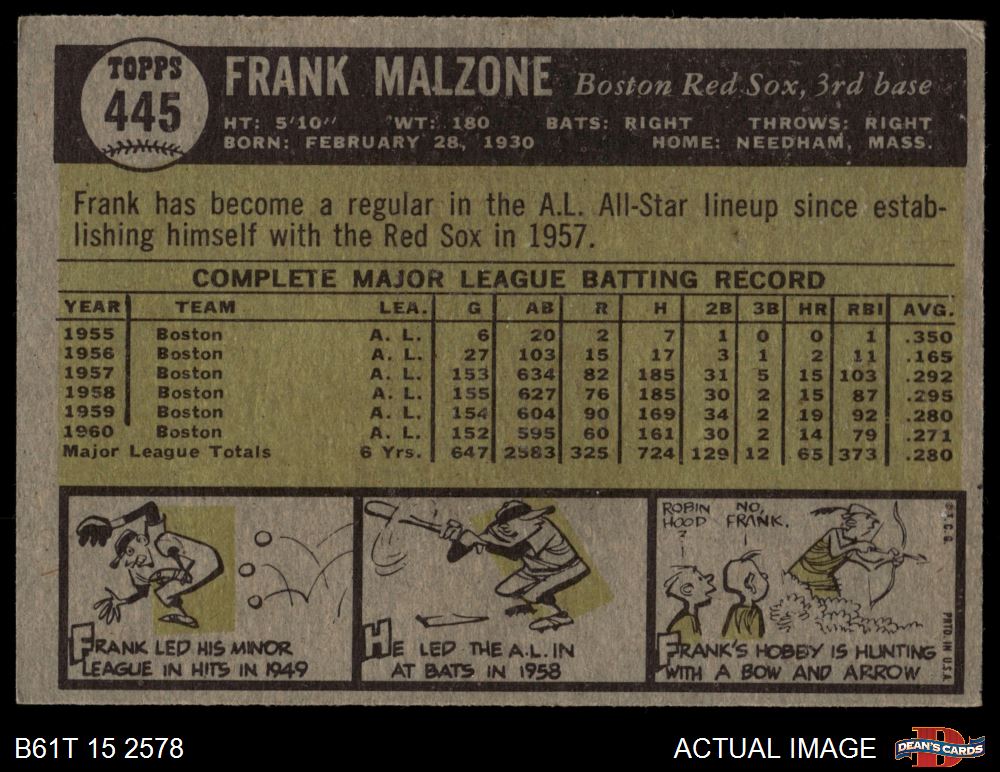 TOPPS
445
FRANK MALZONE Boston Red Sox, 3rd base
HT: 5'10" WT: 180 BATS: RIGHT THROWS: RIGHT
BORN: FEBRUARY 28, 1930 HOME: NEEDHAM, MASS.
Frank has become a regular in the A.L. All-Star lineup since estab-
lishing himself with the Red Sox in 1957.
COMPLETE MAJOR LEAGUE BATTING RECORD
YEAR TEAM LEA. G AB R H 2B 3B HR RBI AVG.
1955 Boston A. L. 6 20 2 7 1 0 0 1 .350
1956 Boston A. L. 27 103 15 17 3 1 2 11 .165
1957 Boston A. L. 153 634 82 185 31 5 15 103 .292
1958 Boston A. L. 155 627 76 185 30 2 15 87 .295
1959 Boston A. L. 154 604 90 169 34 2 19 92 .280
1960 Boston A. L. 152 595 60 161 30 2 14 79 .271
Major League Totals 6 Yrs. 647 2583 325 724 129 12 65 373 .280
FRANK LED HIS MINOR
LEAGUE IN HITS IN 1949
HE LED THE A.L. IN
AT BATS IN 1958
ROBIN
HOOD
?
NO,
FRANK.
FRANK'S HOBBY IS HUNTING
WITH A BOW AND ARROW
T.C.G.
PRTD. IN U.S.A.
B61T 15 2578
ACTUAL IMAGE
DEAN'S CARDS